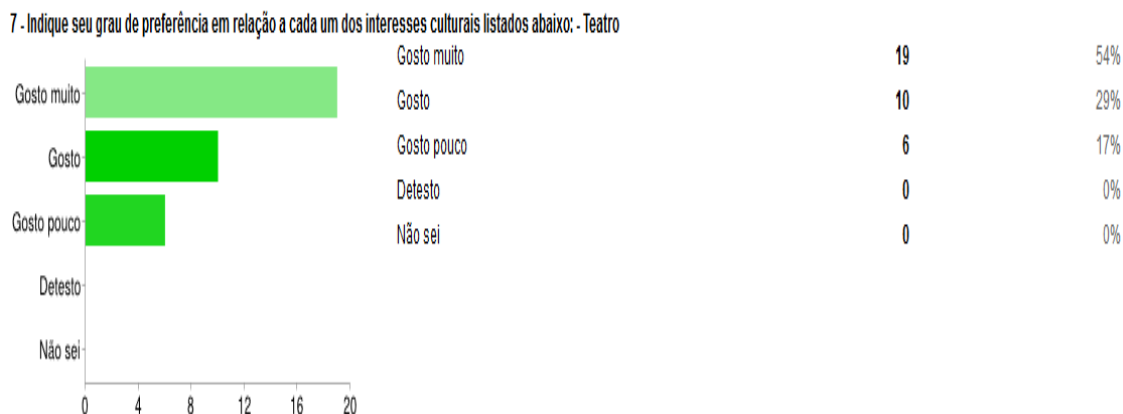 7 - Indique seu grau de preferência em relação a cada um dos interesses culturais listados abaixo: - Teatro
Gosto muito
Gosto
Gosto pouco
Detesto
Não sei
0 4 8 12 16 20
Gosto muito 19 54%
Gosto 10 29%
Gosto pouco 6 17%
Detesto 0 0%
Não sei 0 0%